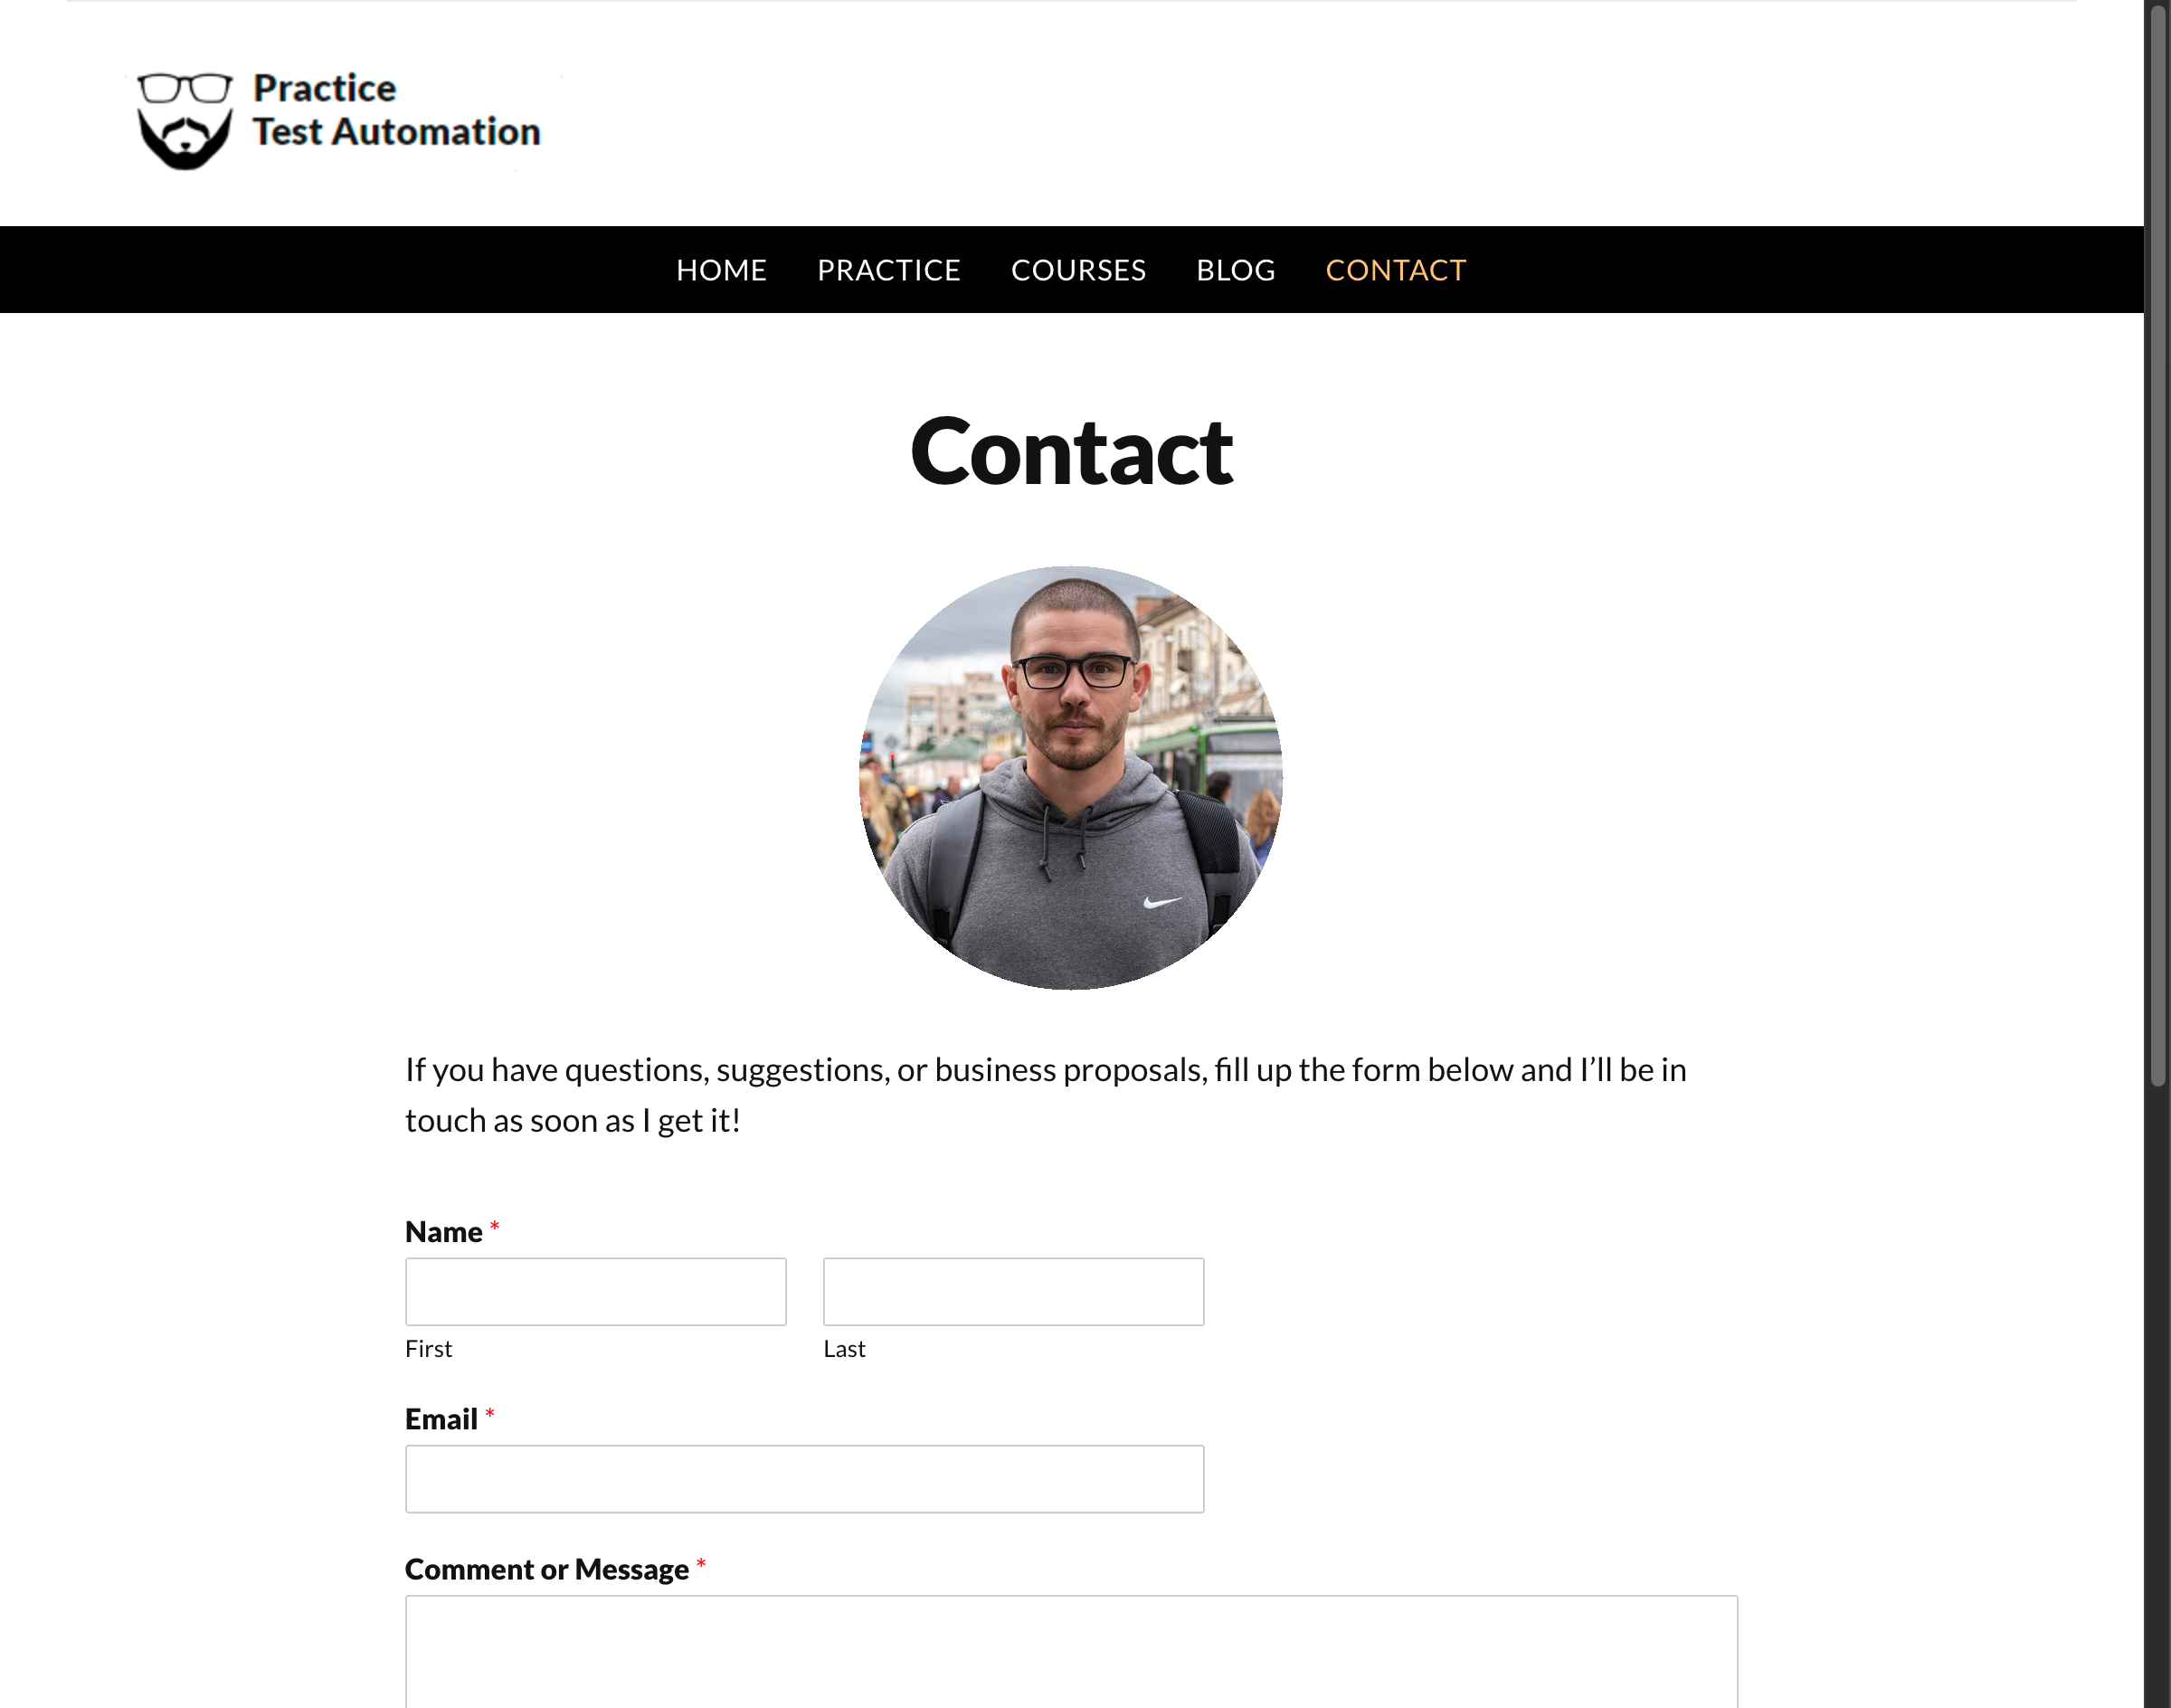 Practice
Test Automation
HOME PRACTICE COURSES BLOG CONTACT
Contact
If you have questions, suggestions, or business proposals, fill up the form below and I’ll be in
touch as soon as I get it!
Name *
First Last
Email *
Comment or Message *